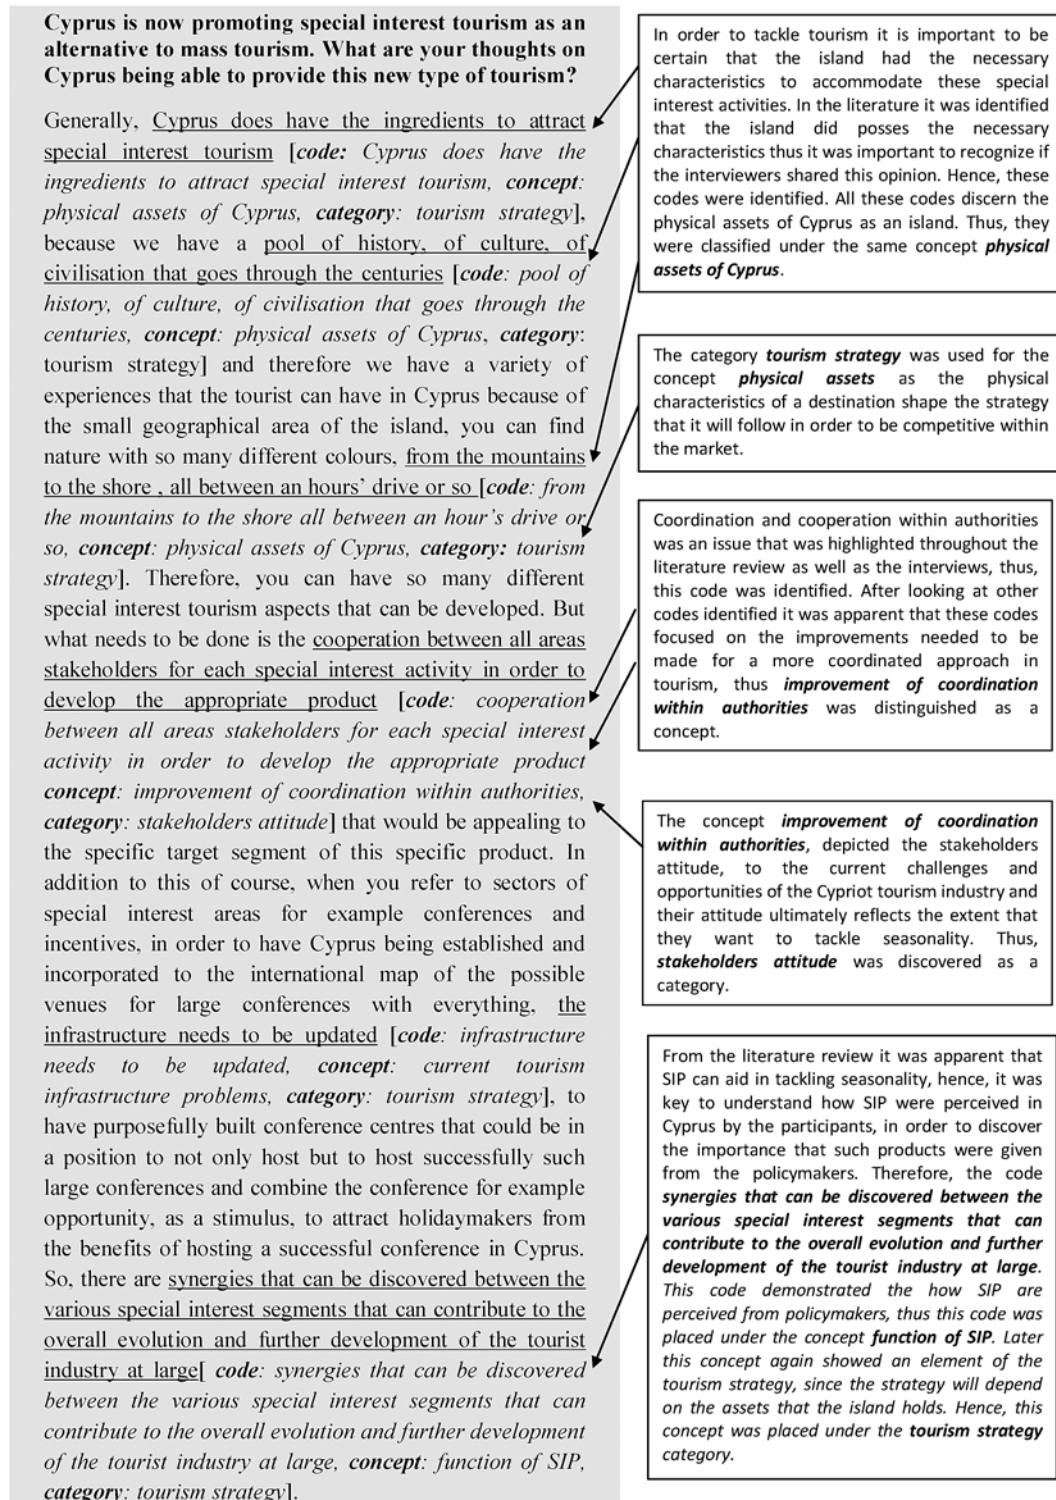 Cyprus is now promoting special interest tourism as an
alternative to mass tourism. What are your thoughts on
Cyprus being able to provide this new type of tourism?
Generally, Cyprus does have the ingredients to attract
special interest tourism [code: Cyprus does have the
ingredients to attract special interest tourism, concept:
physical assets of Cyprus, category: tourism strategy],
because we have a pool of history, of culture, of
civilisation that goes through the centuries [code: pool of
history, of culture, of civilisation that goes through the
centuries, concept: physical assets of Cyprus, category:
tourism strategy] and therefore we have a variety of
experiences that the tourist can have in Cyprus because of
the small geographical area of the island, you can find
nature with so many different colours, from the mountains
to the shore , all between an hours' drive or so [code: from
the mountains to the shore all between an hour's drive or
so, concept: physical assets of Cyprus, category: tourism
strategy]. Therefore, you can have so many different
special interest tourism aspects that can be developed. But
what needs to be done is the cooperation between all areas
stakeholders for each special interest activity in order to
develop the appropriate product [code: cooperation
between all areas stakeholders for each special interest
activity in order to develop the appropriate product
concept: improvement of coordination within authorities,
category: stakeholders attitude] that would be appealing to
the specific target segment of this specific product. In
addition to this of course, when you refer to sectors of
special interest areas for example conferences and
incentives, in order to have Cyprus being established and
incorporated to the international map of the possible
venues for large conferences with everything, the
infrastructure needs to be updated [code: infrastructure
needs to be updated, concept: current tourism
infrastructure problems, category: tourism strategy], to
have purposefully built conference centres that could be in
a position to not only host but to host successfully such
large conferences and combine the conference for example
opportunity, as a stimulus, to attract holidaymakers from
the benefits of hosting a successful conference in Cyprus.
So, there are synergies that can be discovered between the
various special interest segments that can contribute to the
overall evolution and further development of the tourist
industry at large[ code: synergies that can be discovered
between the various special interest segments that can
contribute to the overall evolution and further development
of the tourist industry at large, concept: function of SIP,
category: tourism strategy].
In order to tackle tourism it is important to be
certain that the island had the necessary
characteristics to accommodate these special
interest activities. In the literature it was identified
that the island did posses the necessary
characteristics thus it was important to recognize if
the interviewers shared this opinion. Hence, these
codes were identified. All these codes discern the
physical assets of Cyprus as an island. Thus, they
were classified under the same concept physical
assets of Cyprus.
The category tourism strategy was used for the
concept physical assets as the physical
characteristics of a destination shape the strategy
that it will follow in order to be competitive within
the market.
Coordination and cooperation within authorities
was an issue that was highlighted throughout the
literature review as well as the interviews, thus,
this code was identified. After looking at other
codes identified it was apparent that these codes
focused on the improvements needed to be
made for a more coordinated approach in
tourism, thus improvement of coordination
within authorities was distinguished as a
concept.
The concept improvement of coordination
within authorities, depicted the stakeholders
attitude, to the current challenges and
opportunities of the Cypriot tourism industry and
their attitude ultimately reflects the extent that
they want to tackle seasonality. Thus,
stakeholders attitude was discovered as a
category.
From the literature review it was apparent that
SIP can aid in tackling seasonality, hence, it was
key to understand how SIP were perceived in
Cyprus by the participants, in order to discover
the importance that such products were given
from the policymakers. Therefore, the code
synergies that can be discovered between the
various special interest segments that can
contribute to the overall evolution and further
development of the tourist industry at large.
This code demonstrated the how SIP are
perceived from policymakers, thus this code was
placed under the concept function of SIP. Later
this concept again showed an element of the
tourism strategy, since the strategy will depend
on the assets that the island holds. Hence, this
concept was placed under the tourism strategy
category.